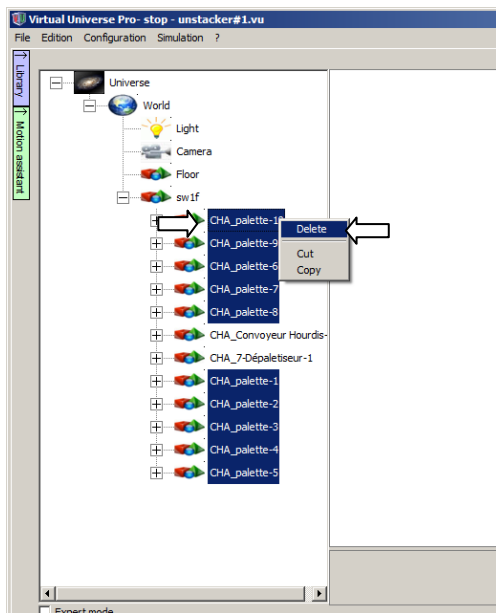 Virtual Universe Pro- stop - unstacker#1.vu
File Edition Configuration Simulation ?
Library
Motion assistant
Universe
World
Light
Camera
Floor
sw1f
CHA_palette-10
Delete
CHA_palette-9
Cut
CHA_palette-6
Copy
CHA_palette-7
CHA_palette-8
CHA_Convoyeur Hourdis-
CHA_7-Dépaletiseur-1
CHA_palette-1
CHA_palette-2
CHA_palette-3
CHA_palette-4
CHA_palette-5
Expert mode